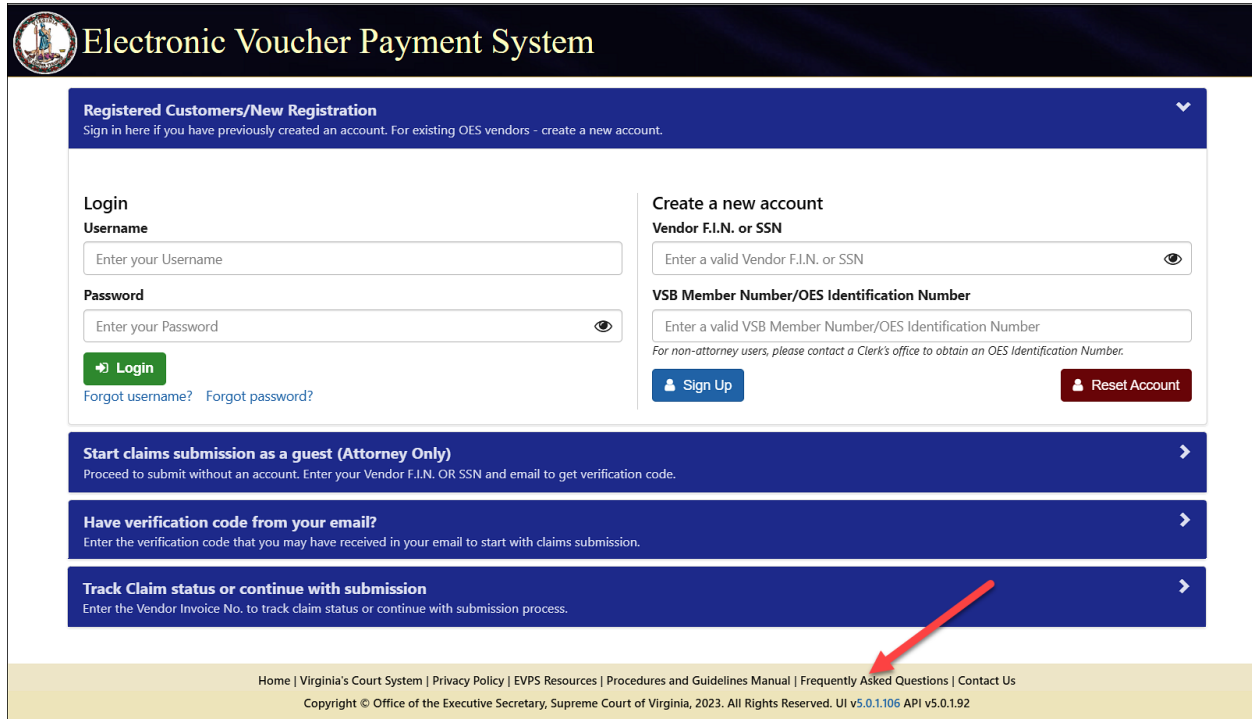 Electronic Voucher Payment System
Registered Customers/New Registration
Sign in here if you have previously created an account. For existing OES vendors - create a new account.
Login
Username
Enter your Username
Password
Enter your Password
Login
Forgot username? Forgot password?
Create a new account
Vendor F.I.N. or SSN
Enter a valid Vendor F.I.N. or SSN
VSB Member Number/OES Identification Number
Enter a valid VSB Member Number/OES Identification Number
For non-attorney users, please contact a Clerk's office to obtain an OES Identification Number.
Sign Up
Reset Account
Start claims submission as a guest (Attorney Only)
Proceed to submit without an account. Enter your Vendor F.I.N. OR SSN and email to get verification code.
Have verification code from your email?
Enter the verification code that you may have received in your email to start with claims submission.
Track Claim status or continue with submission
Enter the Vendor Invoice No. to track claim status or continue with submission process.
Home | Virginia's Court System | Privacy Policy | EVPS Resources | Procedures and Guidelines Manual | Frequently Asked Questions | Contact Us
Copyright © Office of the Executive Secretary, Supreme Court of Virginia, 2023. All Rights Reserved. UI v5.0.1.106 API v5.0.1.92